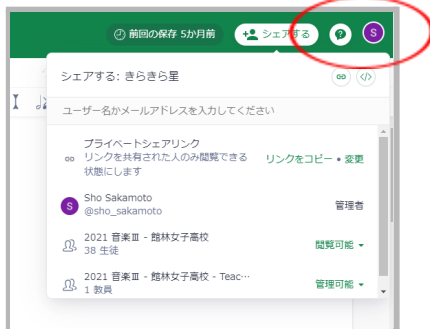 前回の保存 5か月前
シェアする
?
S
シェアする: きらきら星
</>
ユーザー名かメールアドレスを入力してください
プライベートシェアリンク
リンクを共有された人のみ閲覧できる
状態にします
リンクをコピー • 変更
S
Sho Sakamoto
@sho_sakamoto
管理者
2021 音楽Ⅲ - 館林女子高校
38 生徒
閲覧可能
2021 音楽Ⅲ - 館林女子高校 - Teac…
1 教員
管理可能